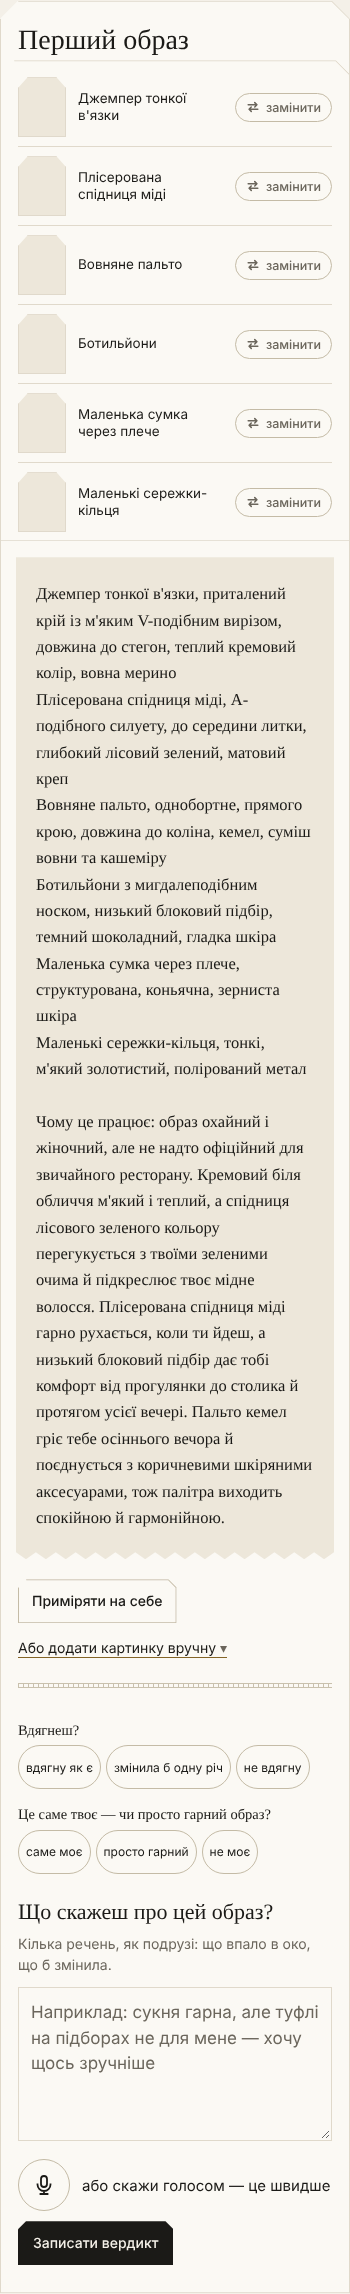 Перший образ
Джемпер тонкої
в'язки
замінити
Плісерована
спідниця міді
замінити
Вовняне пальто
замінити
Ботильйони
замінити
Маленька сумка
через плече
замінити
Маленькі сережки-
кільця
замінити
Джемпер тонкої в'язки, приталений
крій із м'яким V-подібним вирізом,
довжина до стегон, теплий кремовий
колір, вовна мерино
Плісерована спідниця міді, А-
подібного силуету, до середини литки,
глибокий лісовий зелений, матовий
креп
Вовняне пальто, однобортне, прямого
крою, довжина до коліна, кемел, суміш
вовни та кашеміру
Ботильйони з мигдалеподібним
носком, низький блоковий підбір,
темний шоколадний, гладка шкіра
Маленька сумка через плече,
структурована, коньячна, зерниста
шкіра
Маленькі сережки-кільця, тонкі,
м'який золотистий, полірований метал
Чому це працює: образ охайний і
жіночний, але не надто офіційний для
звичайного ресторану. Кремовий біля
обличчя м'який і теплий, а спідниця
лісового зеленого кольору
перегукується з твоїми зеленими
очима й підкреслює твоє мідне
волосся. Плісерована спідниця міді
гарно рухається, коли ти йдеш, а
низький блоковий підбір дає тобі
комфорт від прогулянки до столика й
протягом усієї вечері. Пальто кемел
гріє тебе осіннього вечора й
поєднується з коричневими шкіряними
аксесуарами, тож палітра виходить
спокійною й гармонійною.
Приміряти на себе
Або додати картинку вручну ▾
Вдягнеш?
вдягну як є
змінила б одну річ
не вдягну
Це саме твоє — чи просто гарний образ?
саме моє
просто гарний
не моє
Що скажеш про цей образ?
Кілька речень, як подрузі: що впало в око,
що б змінила.
Наприклад: сукня гарна, але туфлі
на підборах не для мене — хочу
щось зручніше
або скажи голосом — це швидше
Записати вердикт